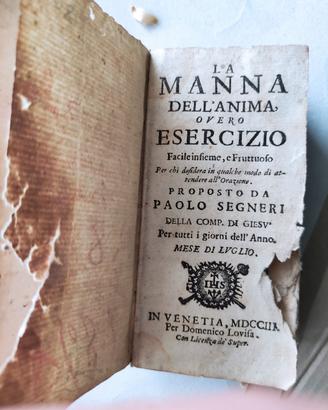 LA
MANNA
DELL'ANIMA,
OVERO
ESERCIZIO
Facile insieme, e Fruttuoso
Per chi desidera in qualche modo di at-
tendere all'Orazione.
PROPOSTO DA
PAOLO SEGNERI
DELLA COMP. DI GIESU'
Per tutti i giorni dell'Anno.
MESE DI LVGLIO.
IHS
IN VENETIA, MDCCIIX.
Per Domenico Lovisa.
Con Licenza de' Super.